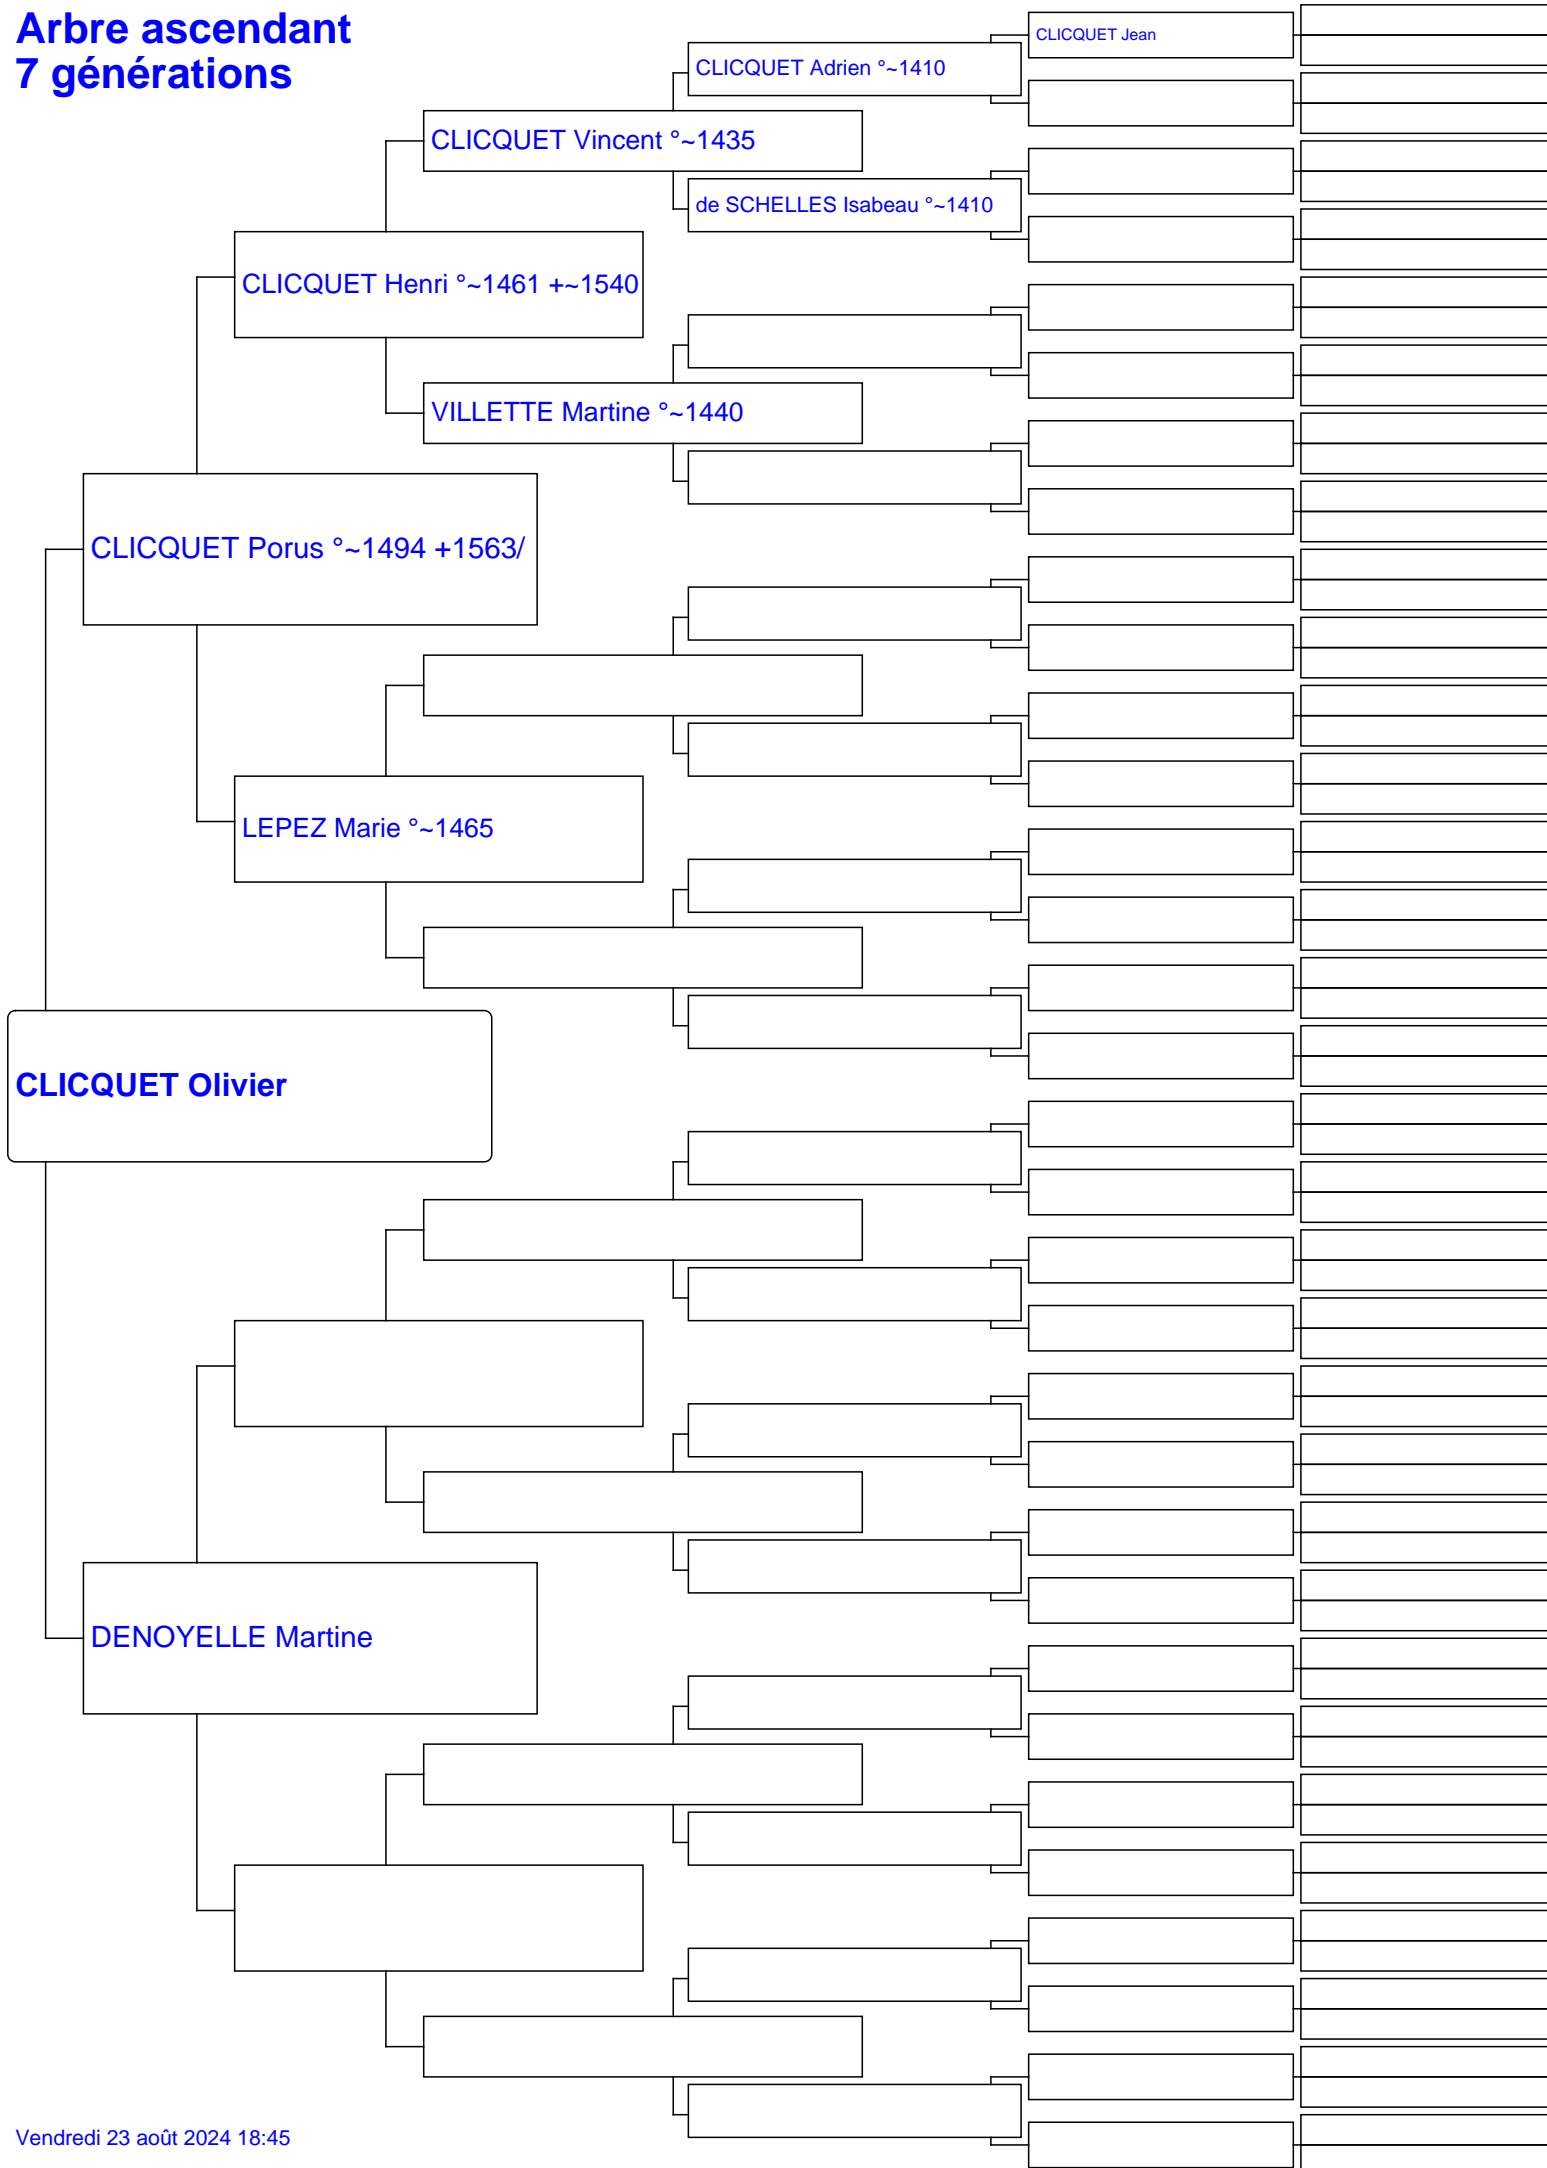 Arbre ascendant
7 générations
CLICQUET Jean
CLICQUET Adrien °~1410
CLICQUET Vincent °~1435
de SCHELLES Isabeau °~1410
CLICQUET Henri °~1461 +~1540
VILLETTE Martine °~1440
CLICQUET Porus °~1494 +1563/
LEPEZ Marie °~1465
CLICQUET Olivier
DENOYELLE Martine
Vendredi 23 août 2024 18:45